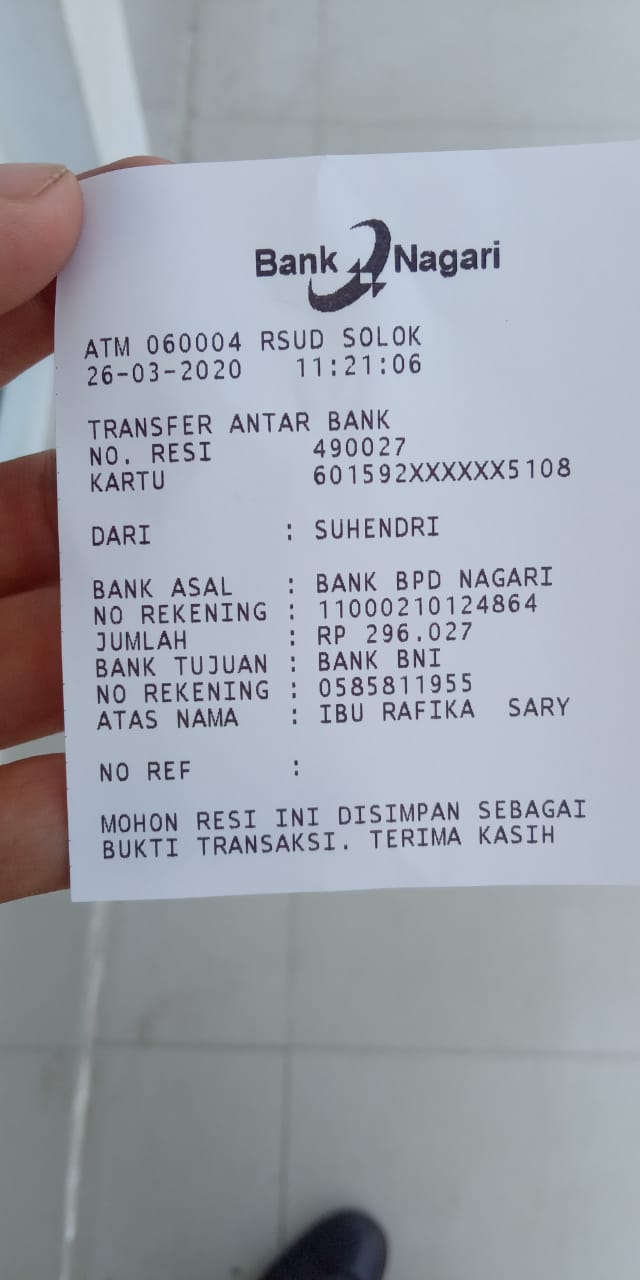 Bank Nagari
ATM 060004 RSUD SOLOK
26-03-2020 11:21:06
TRANSFER ANTAR BANK
NO. RESI 490027
KARTU 601592XXXXXX5108
DARI : SUHENDRI
BANK ASAL : BANK BPD NAGARI
NO REKENING : 11000210124864
JUMLAH : RP 296.027
BANK TUJUAN : BANK BNI
NO REKENING : 0585811955
ATAS NAMA : IBU RAFIKA SARY
NO REF :
MOHON RESI INI DISIMPAN SEBAGAI
BUKTI TRANSAKSI. TERIMA KASIH